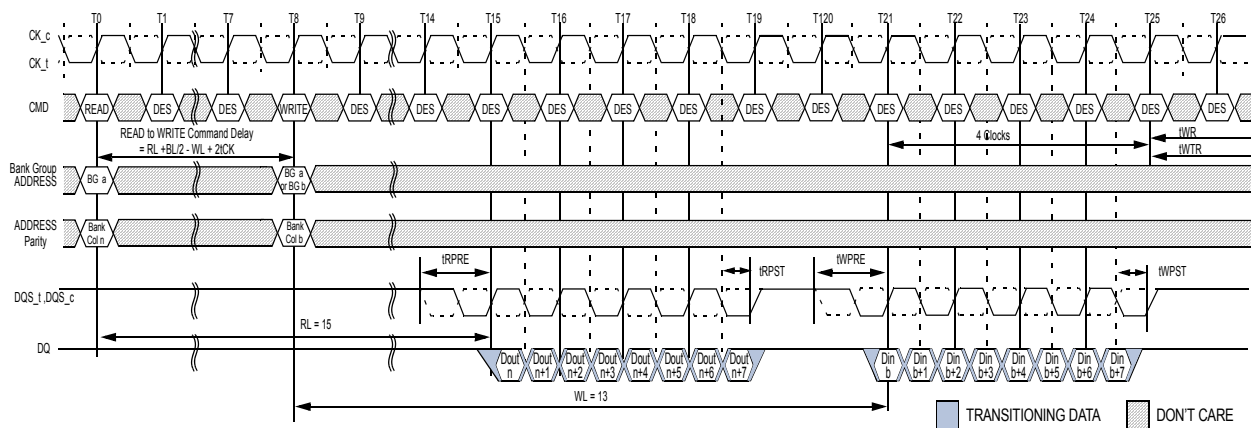 T0 T1 T7 T8 T9 T14 T15 T16 T17 T18 T19 T120 T21 T22 T23 T24 T25 T26
CK_c
CK_t
CMD READ DES DES WRITE DES DES DES DES DES DES DES DES DES DES DES DES DES DES
READ to WRITE Command Delay
= RL +BL/2 - WL + 2tCK
4 Clocks
tWR
tWTR
Bank Group
ADDRESS
BG a
BG a
or BG b
ADDRESS
Parity
Bank
Col n
Bank
Col b
tRPRE tRPST tWPRE tWPST
DQS_t ,DQS_c
RL = 15
DQ
Dout
n
Dout
n+1
Dout
n+2
Dout
n+3
Dout
n+4
Dout
n+5
Dout
n+6
Dout
n+7
Din
b
Din
b+1
Din
b+2
Din
b+3
Din
b+4
Din
b+5
Din
b+6
Din
b+7
WL = 13
TRANSITIONING DATA
DON'T CARE